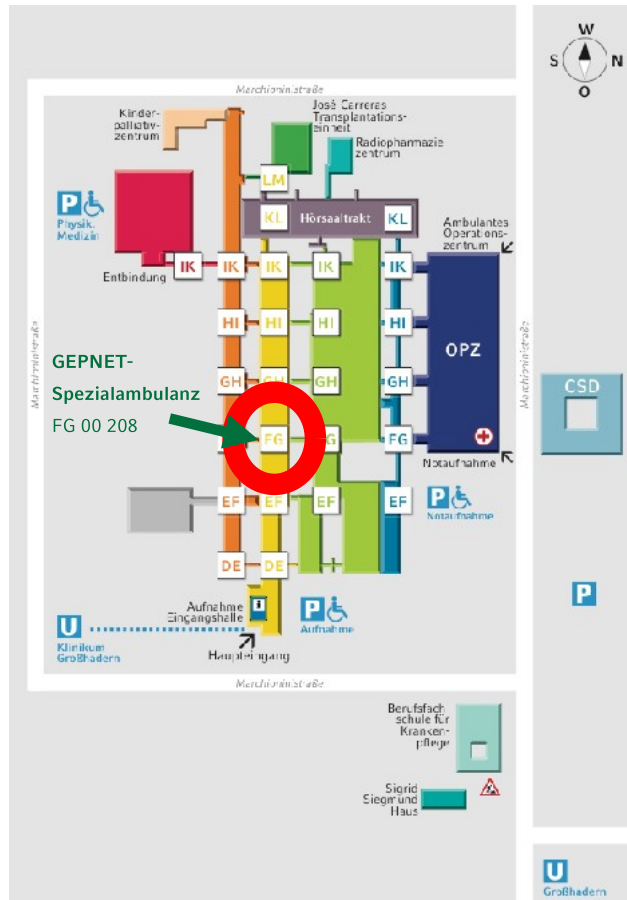 W
S N
O
Marchioninistraße
Kinder-
palliativ-
zentrum
José Carreras
Transplantations-
einheit
Radiopharmazie
zentrum
LM
P
Physik.
Medizin
KL Hörsaaltrakt KL
Ambulantes
Operations-
zentrum
Entbindung
IK IK IK IK IK
HI HI HI HI
OPZ
Marchioninistraße
Marchioninistraße
GEPNET-
Spezialambulanz
FG 00 208
GH GH GH GH
CSD
FG G FG
Notaufnahme
EF EF EF EF
P
Notaufnahme
DE DE
P
Aufnahme
Eingangshalle
i
P
Aufnahme
U
Klinikum
Großhadern
Haupteingang
Marchioninistraße
Berufsfach
schule für
Kranken-
pflege
Sigrid
Siegmund
Haus
U
Großhadern